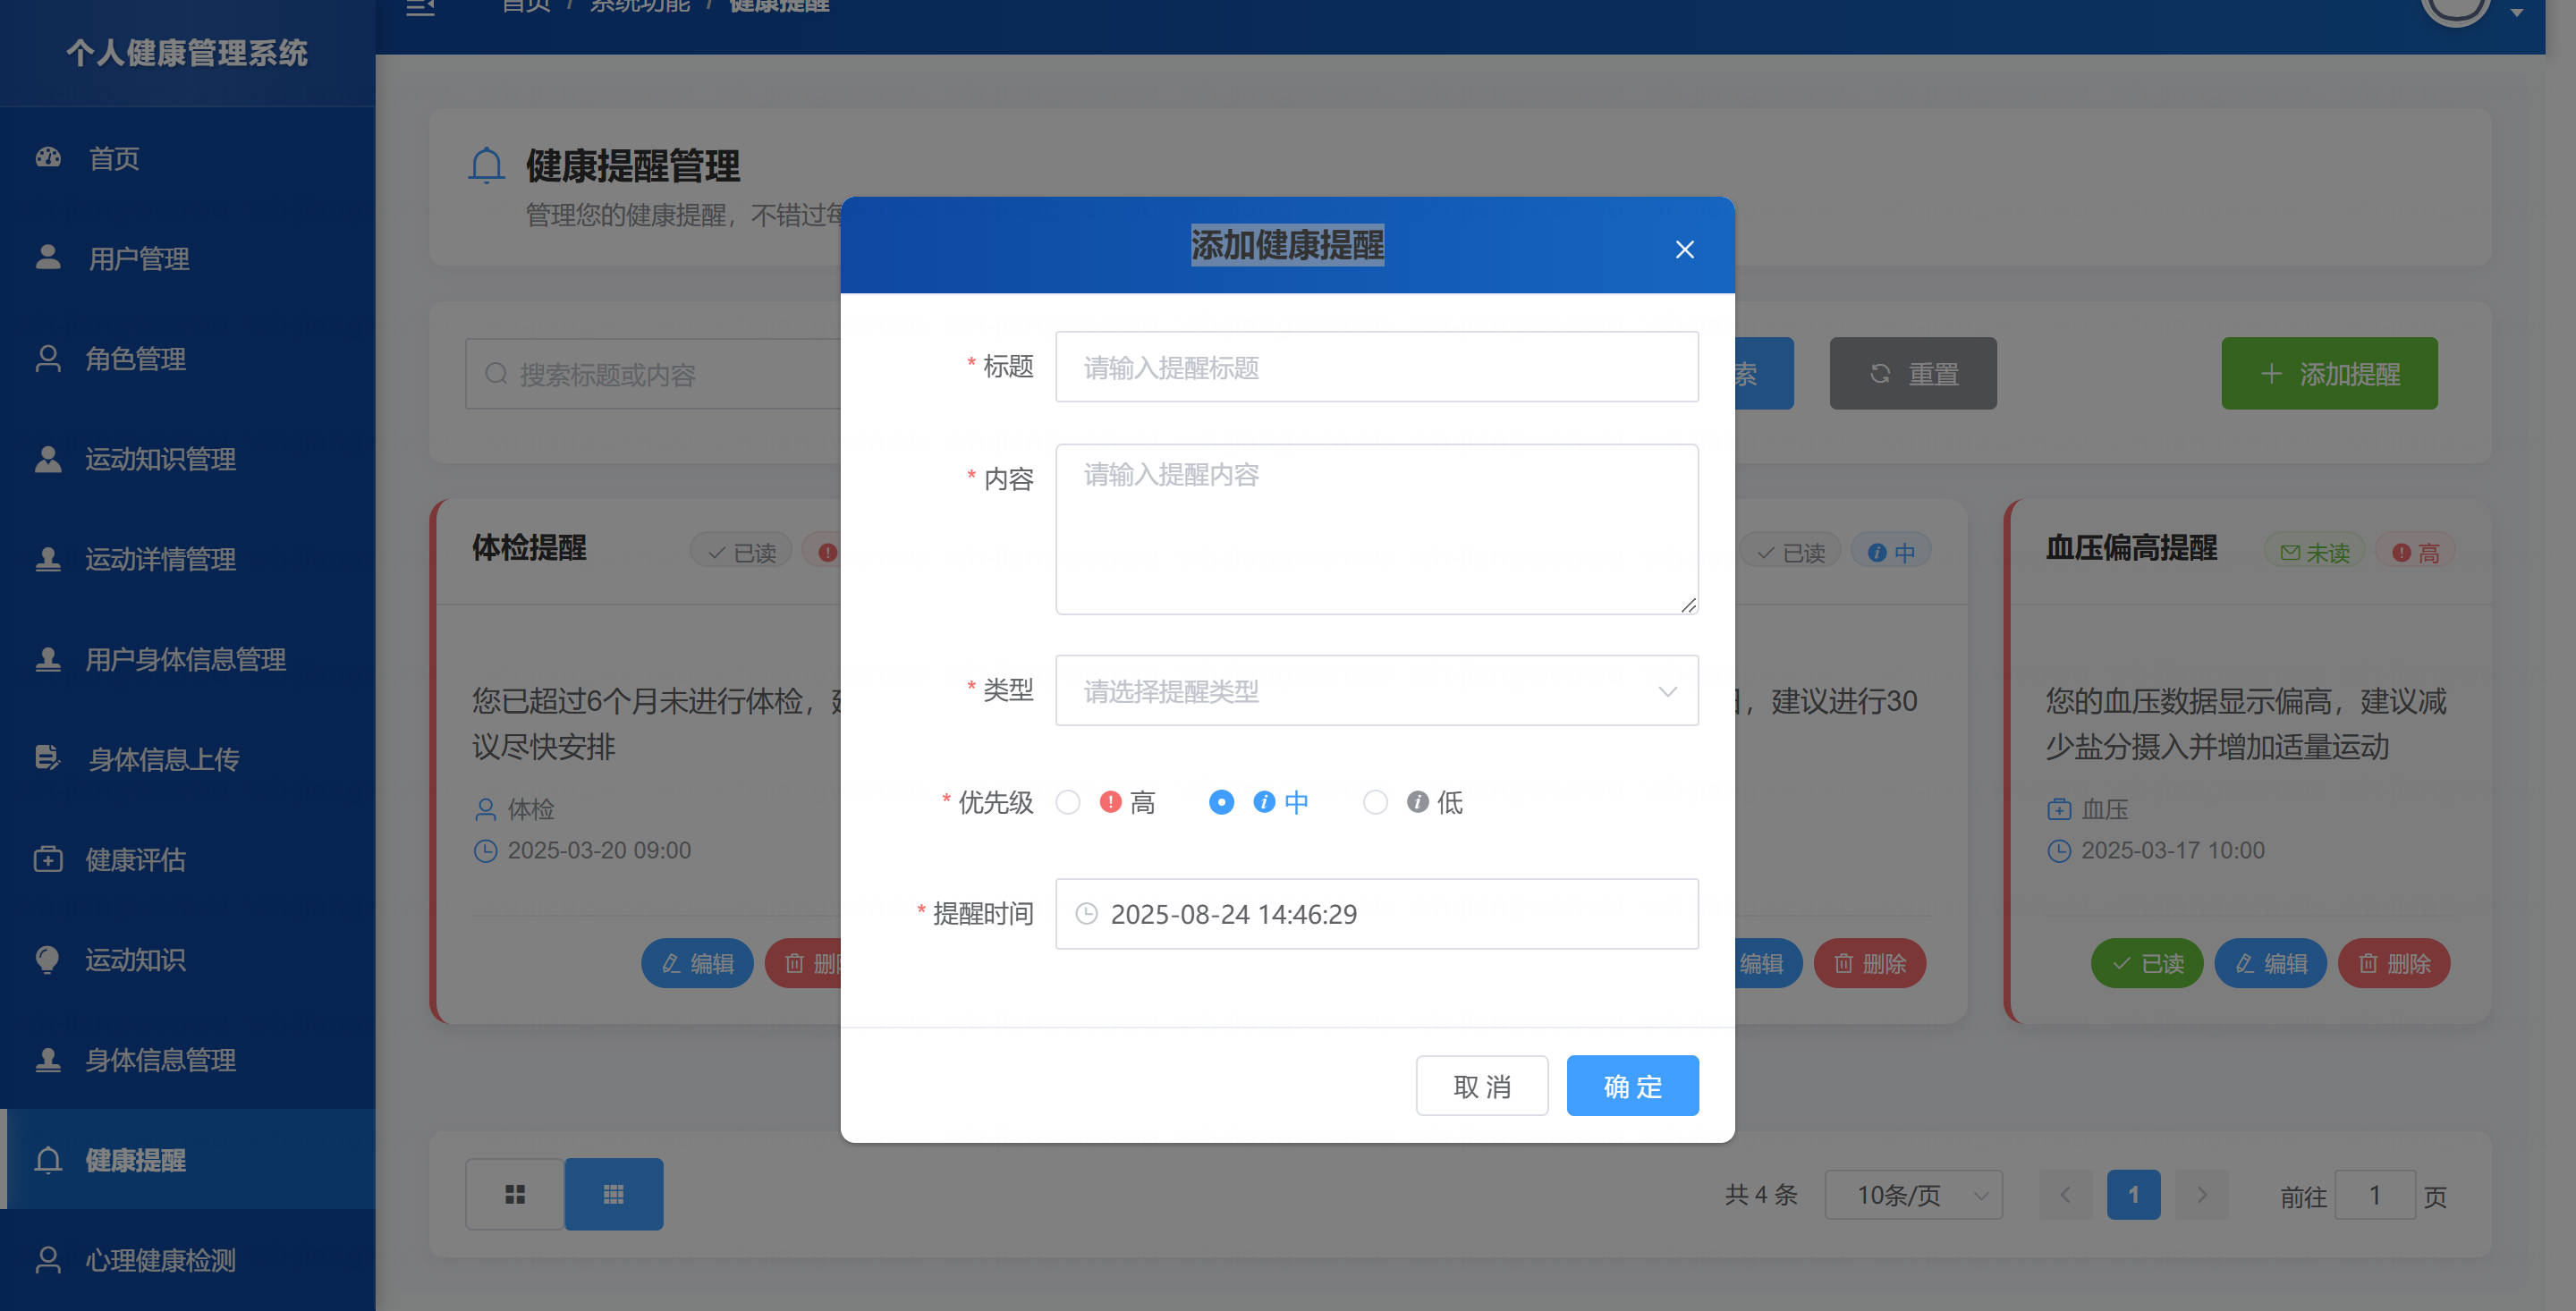 个人健康管理系统
首页
用户管理
角色管理
运动知识管理
运动详情管理
用户身体信息管理
身体信息上传
健康评估
运动知识
身体信息管理
健康提醒
心理健康检测
首页 / 系统功能 / 健康提醒
健康提醒管理
管理您的健康提醒，不错过
搜索标题或内容
索
重置
添加提醒
体检提醒
已读
您已超过6个月未进行体检，
议尽快安排
体检
2025-03-20 09:00
编辑
删
已读
中
，建议进行30
编辑
删除
血压偏高提醒
未读
高
您的血压数据显示偏高，建议减
少盐分摄入并增加适量运动
血压
2025-03-17 10:00
已读
编辑
删除
共 4 条
10条/页
1
前往
1
页
添加健康提醒
* 标题
请输入提醒标题
* 内容
请输入提醒内容
* 类型
请选择提醒类型
* 优先级
高
中
低
* 提醒时间
2025-08-24 14:46:29
取 消
确 定